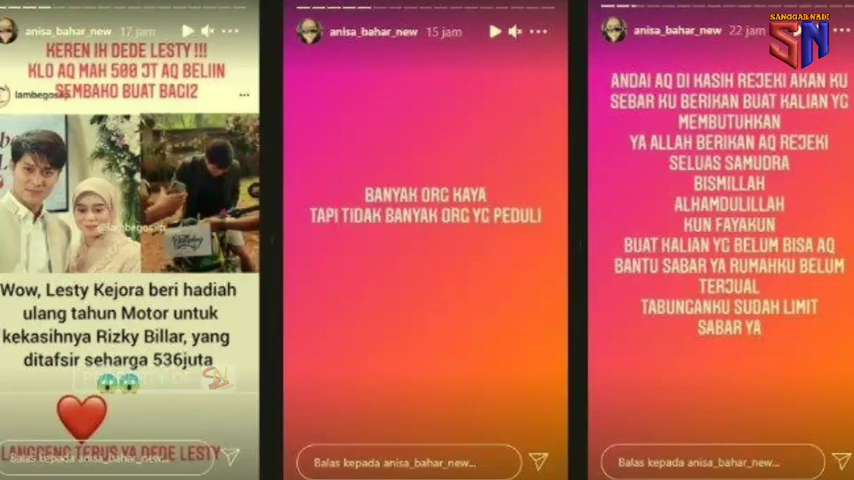 anisa_bahar_new 17 jam
KEREN IH DEDE LESTY !!!
KLO AQ MAH 500 JT AQ BELIIN
SEMBAKO BUAT BAGI2
@lambegosiip
Wow, Lesty Kejora beri hadiah
ulang tahun Motor untuk
kekasihnya Rizky Billar, yang
ditafsir seharga 536juta
LANGGENG TERUS YA DEDE LESTY
Balas kepada anisa_bahar_new...
anisa_bahar_new 15 jam
BANYAK ORG KAYA
TAPI TIDAK BANYAK ORG YG PEDULI
Balas kepada anisa_bahar_new...
anisa_bahar_new 22 jam
SANGGAR NADI
SN
ANDAI AQ DI KASIH REJEKI AKAN KU
SEBAR KU BERIKAN BUAT KALIAN YG
MEMBUTUHKAN
YA ALLAH BERIKAN AQ REJEKI
SELUAS SAMUDRA
BISMILLAH
ALHAMDULILLAH
KUN FAYAKUN
BUAT KALIAN YG BELUM BISA AQ
BANTU SABAR YA RUMAHKU BELUM
TERJUAL
TABUNGANKU SUDAH LIMIT
SABAR YA
Balas kepada anisa_bahar_new...